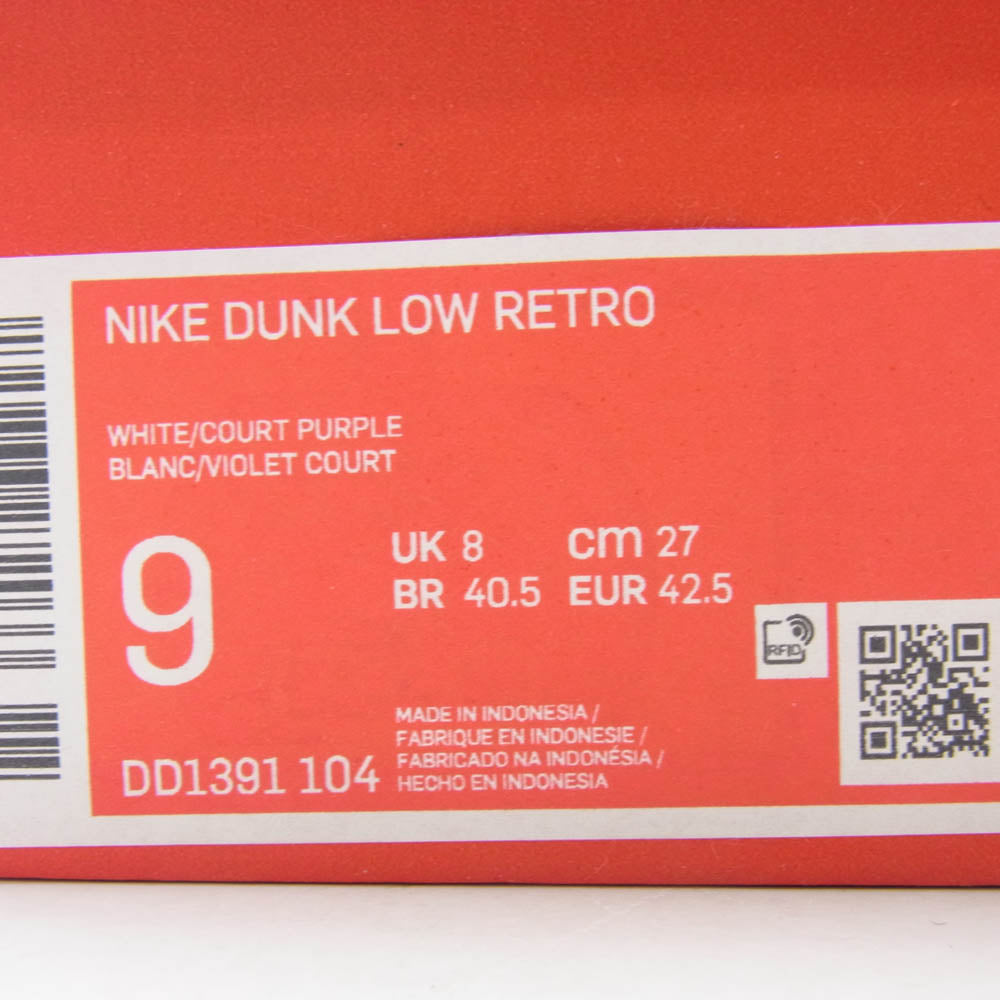 NIKE DUNK LOW RETRO
WHITE/COURT PURPLE
BLANC/VIOLET COURT
9
UK 8 cm 27
BR 40.5 EUR 42.5
RFID
DD1391 104
MADE IN INDONESIA /
FABRIQUE EN INDONESIE /
FABRICADO NA INDONÉSIA /
HECHO EN INDONESIA